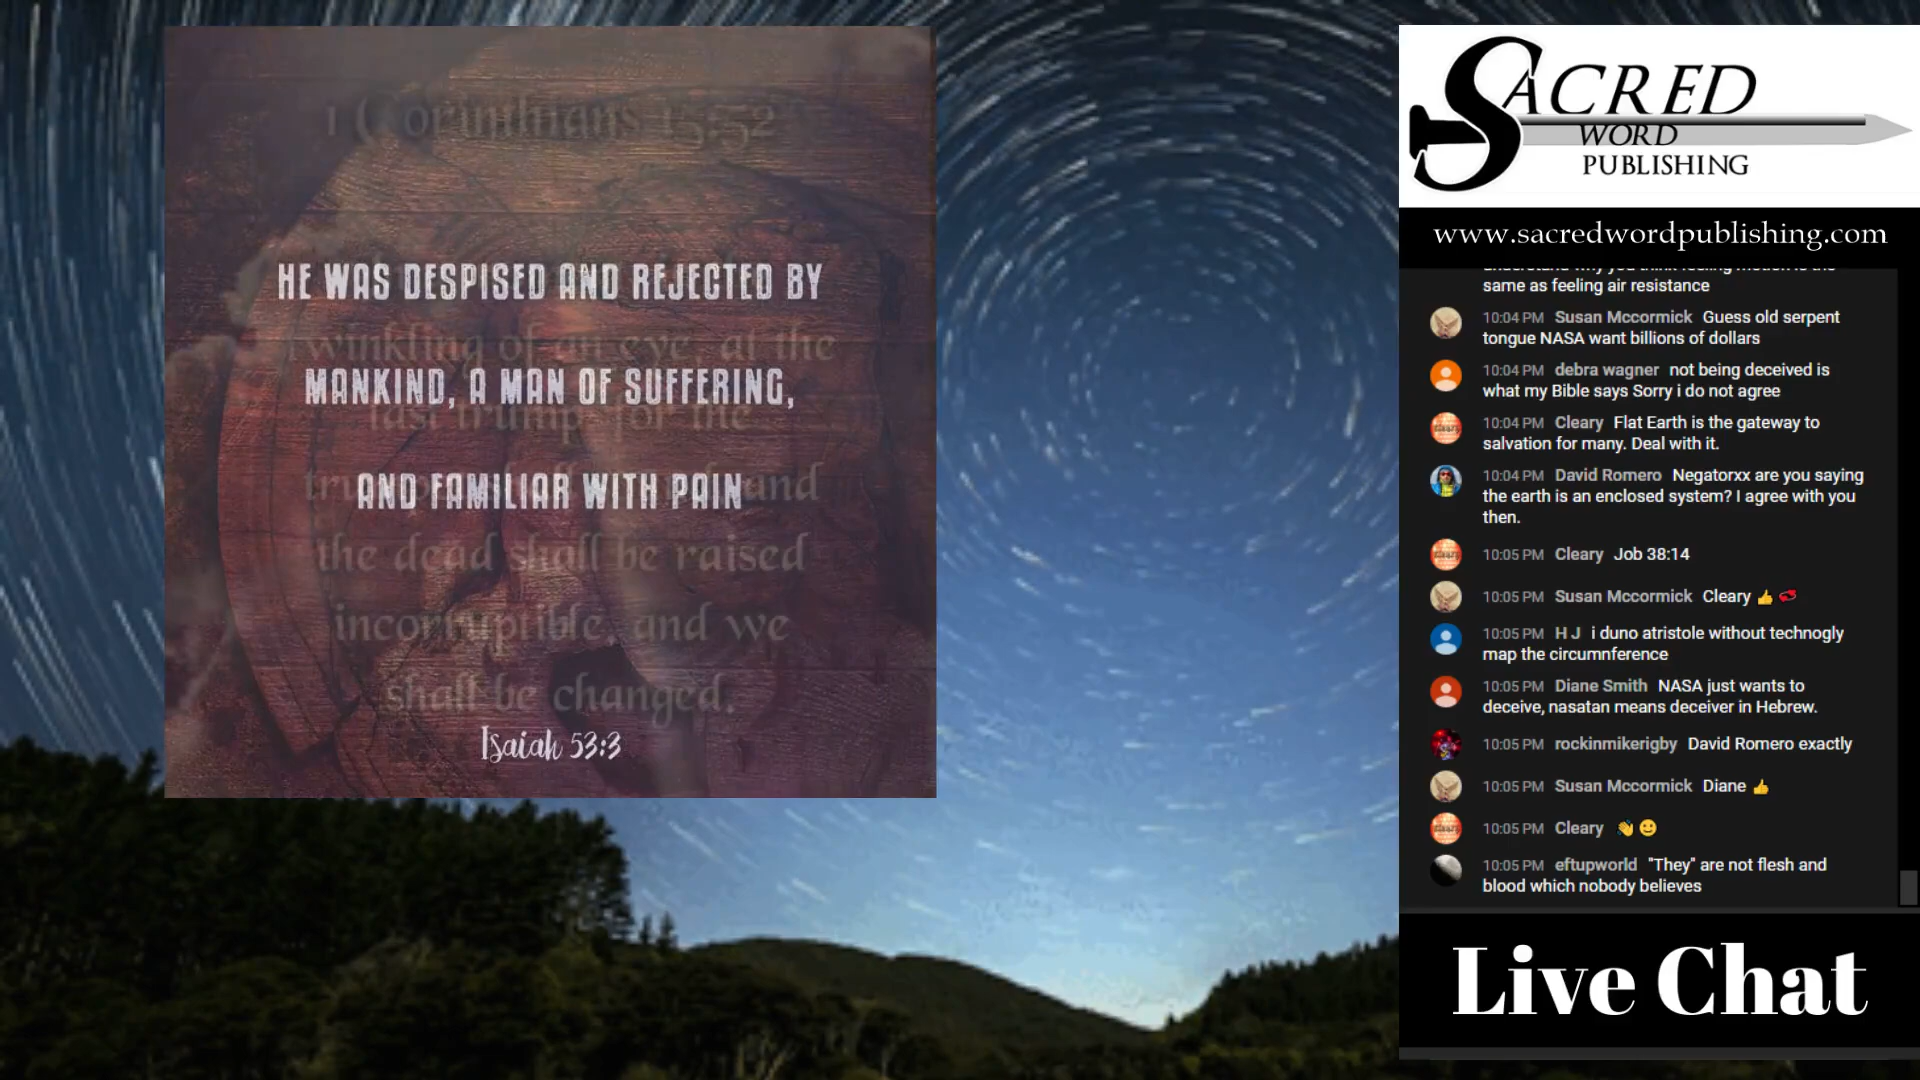 1 Corinthians 15:52
HE WAS DESPISED AND REJECTED BY
twinkling of an eye, at the
MANKIND, A MAN OF SUFFERING,
last trump: for the
AND FAMILIAR WITH PAIN
and
the dead shall be raised
incorruptible, and we
shall be changed.
Isaiah 53:3
SACRED
WORD
PUBLISHING
www.sacredwordpublishing.com
same as feeling air resistance
10:04 PM Susan Mccormick Guess old serpent
tongue NASA want billions of dollars
10:04 PM debra wagner not being deceived is
what my Bible says Sorry i do not agree
10:04 PM Cleary Flat Earth is the gateway to
salvation for many. Deal with it.
10:04 PM David Romero Negatorxx are you saying
the earth is an enclosed system? I agree with you
then.
10:05 PM Cleary Job 38:14
10:05 PM Susan Mccormick Cleary 👍 💞
10:05 PM H J i duno atristole without technogly
map the circumnference
10:05 PM Diane Smith NASA just wants to
deceive, nasatan means deceiver in Hebrew.
10:05 PM rockinmikerigby David Romero exactly
10:05 PM Susan Mccormick Diane 👍
10:05 PM Cleary 👋 🙂
10:05 PM eftupworld "They" are not flesh and
blood which nobody believes
Live Chat